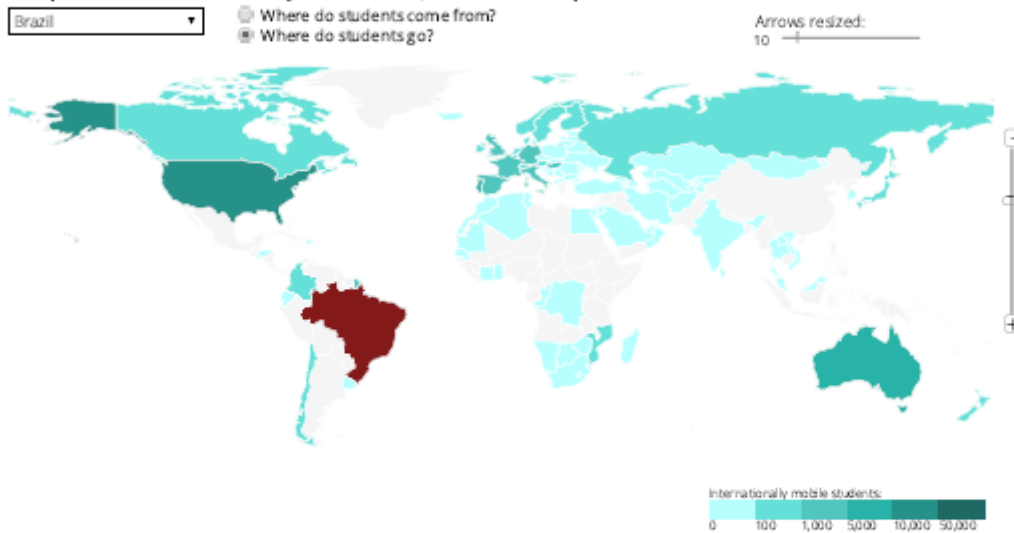 Brazil
Where do students come from?
Where do students go?
Arrows resized:
10
Internationally mobile students:
0 100 1,000 5,000 10,000 50,000